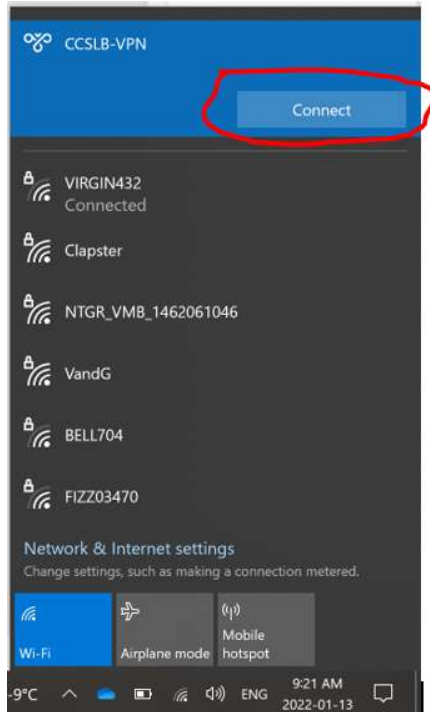 CCSLB-VPN
Connect
VIRGIN432
Connected
Clapster
NTGR_VMB_1462061046
VandG
BELL704
FIZZ03470
Network & Internet settings
Change settings, such as making a connection metered.
Wi-Fi
Airplane mode
Mobile
hotspot
-9°C
ENG
9:21 AM
2022-01-13